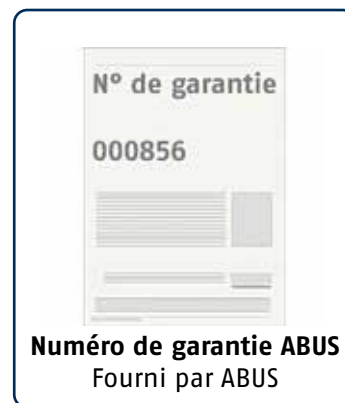 N° de garantie
000856
Numéro de garantie ABUS
Fourni par ABUS